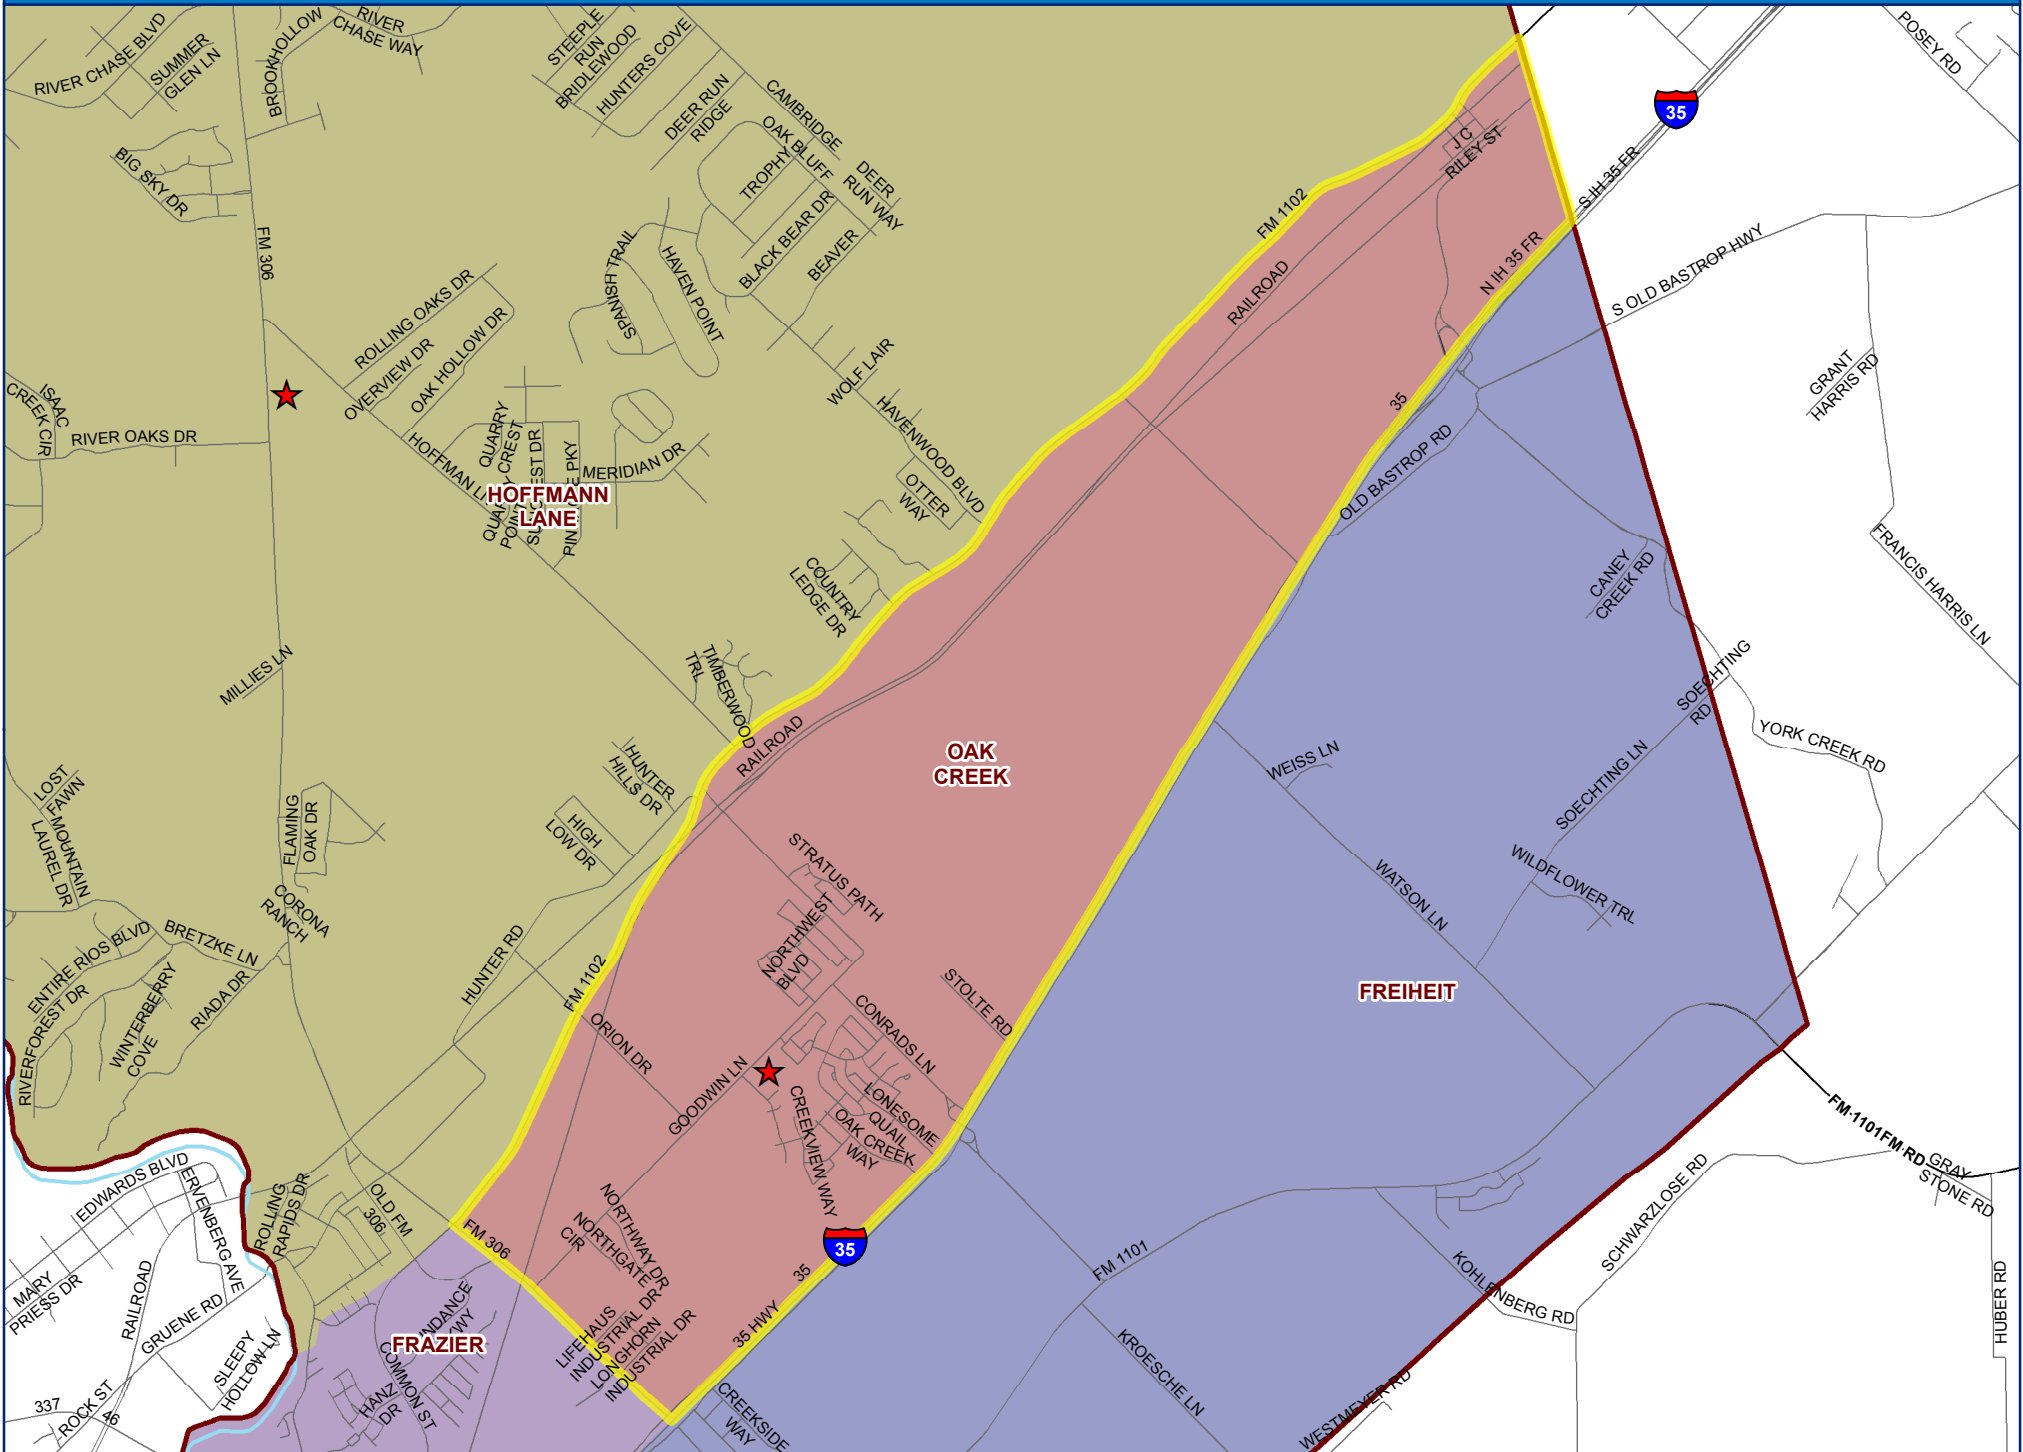 RIVER CHASE BLVD
SUMMER
GLEN LN
BROOKHOLLOW
RIVER
CHASE WAY
STEEPLE
RUN
BRIDLEWOOD
HUNTERS COVE
DEER RUN
RIDGE
CAMBRIDGE
OAK BLUFF
TROPHY
DEER
RUN WAY
BLACK BEAR DR
BEAVER
POSEY RD
35
J C
RILEY ST
S IH 35 FR
BIG SKY DR
FM 306
FM 1102
N IH 35 FR
S OLD BASTROP HWY
RAILROAD
SPANISH TRAIL
HAVEN POINT
ROLLING OAKS DR
OVERVIEW DR
OAK HOLLOW DR
WOLF LAIR
HAVENWOOD BLVD
GRANT
HARRIS RD
ISAAC
CREEK CIR
RIVER OAKS DR
HOFFMAN
QUARRY
CREST
MERIDIAN DR
HOFFMANN
LANE
OTTER
WAY
35
OLD BASTROP RD
CANEY
CREEK RD
FRANCIS HARRIS LN
COUNTRY
LEDGE DR
MILLIES LN
TIMBERWOOD
TRL
RAILROAD
OAK
CREEK
SOECHTING
RD
YORK CREEK RD
WEISS LN
SOECHTING LN
LOST
FAWN
MOUNTAIN
LAUREL DR
FLAMING
OAK DR
HUNTER
HILLS DR
HIGH
LOW DR
STRATUS PATH
WILDFLOWER TRL
WATSON LN
CORONA
RANCH
ENTIRE RIOS BLVD
BRETZKE LN
RIVERFOREST DR
WINTERBERRY
COVE
RIADA DR
HUNTER RD
FM 1102
NORTHWEST
BLVD
STOLTE RD
FREIHEIT
ORION DR
CONRADS LN
GOODWIN LN
LONESOME
QUAIL
OAK CREEK
WAY
CREEKVIEW WAY
FM 1101
FM RD
GRAY
STONE RD
EDWARDS BLVD
ERVENBERG AVE
ROLLING
RAPIDS DR
OLD FM
306
FM 306
NORTHWAY DR
NORTHGATE
CIR
35
35
35 HWY
FM 1101
SCHWARZLOSE RD
KOHLENBERG RD
HUBER RD
MARY
PRIESS DR
RAILROAD
GRUENE RD
SLEEPY
HOLLOW LN
FRAZIER
COMMON ST
HANZ
DR
LIFEHAUS
INDUSTRIAL DR
LONGHORN
INDUSTRIAL DR
CREEKSIDE
WAY
KROESCHE LN
WESTMEYER RD
337
46
ROCK ST